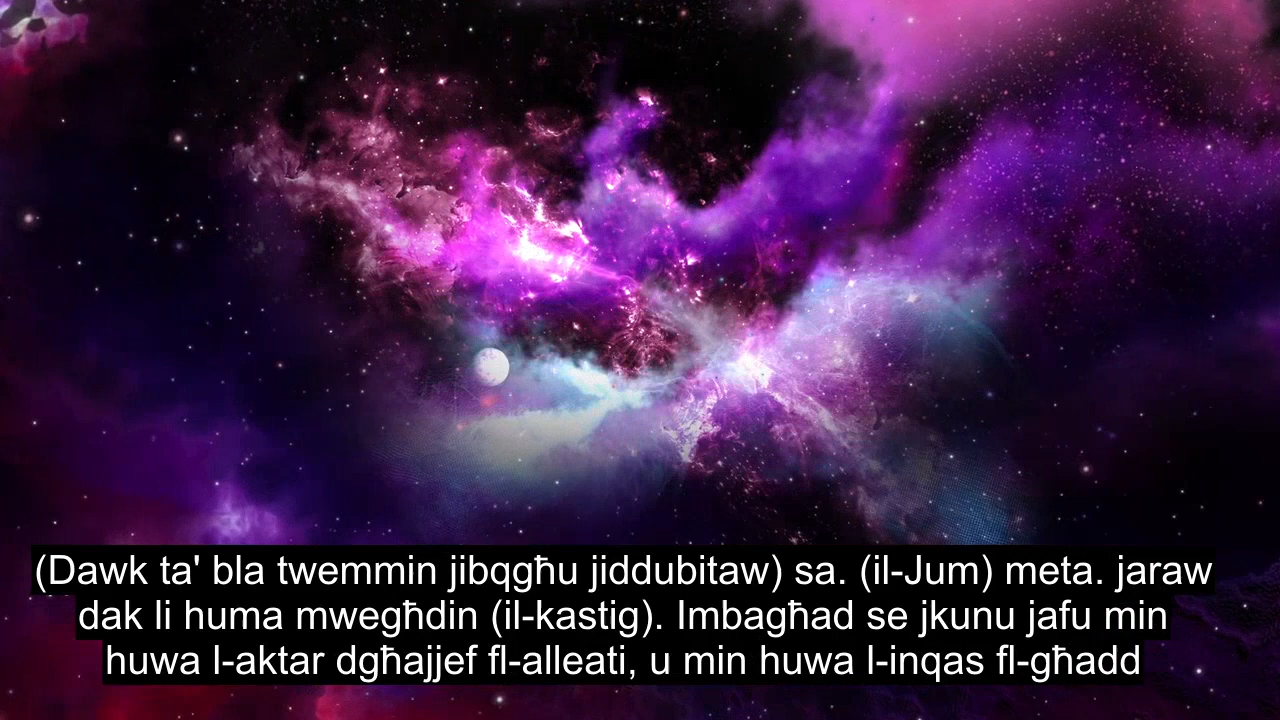 (Dawk ta' bla twemmin jibqgħu jiddubitaw) sa. (il-Jum) meta. jaraw
dak li huma mwegħdin (il-kastig). Imbagħad se jkunu jafu min
huwa l-aktar dgħajjef fl-alleati, u min huwa l-inqas fl-għadd